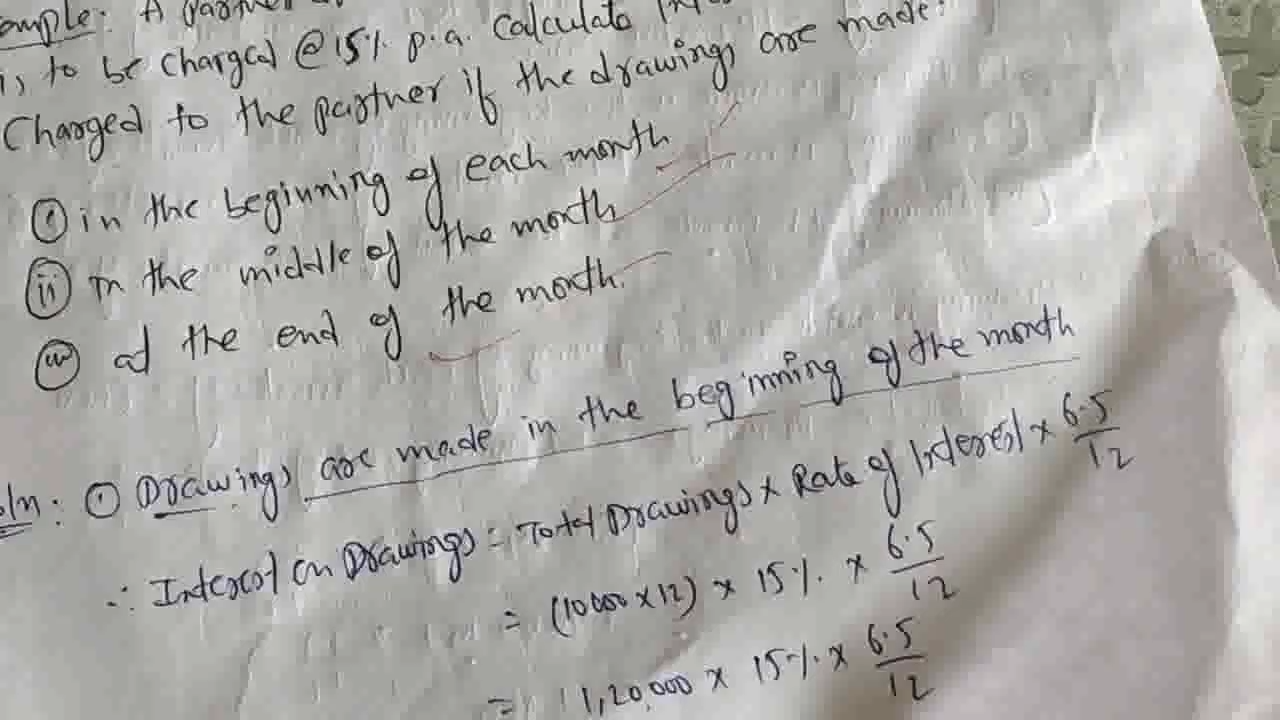 ample: A partner
is to be charged @ 15% p.a. Calculate
Charged to the partner if the drawings are made:
(i) in the beginning of each month
(ii) in the middle of the month
(iii) at the end of the month.
oln: (i) Drawings are made in the beginning of the month
∴ Interest on Drawings = Total Drawings × Rate of Interest × 6.5/12
= (10000 × 12) × 15% × 6.5/12
= 1,20,000 × 15% × 6.5/12